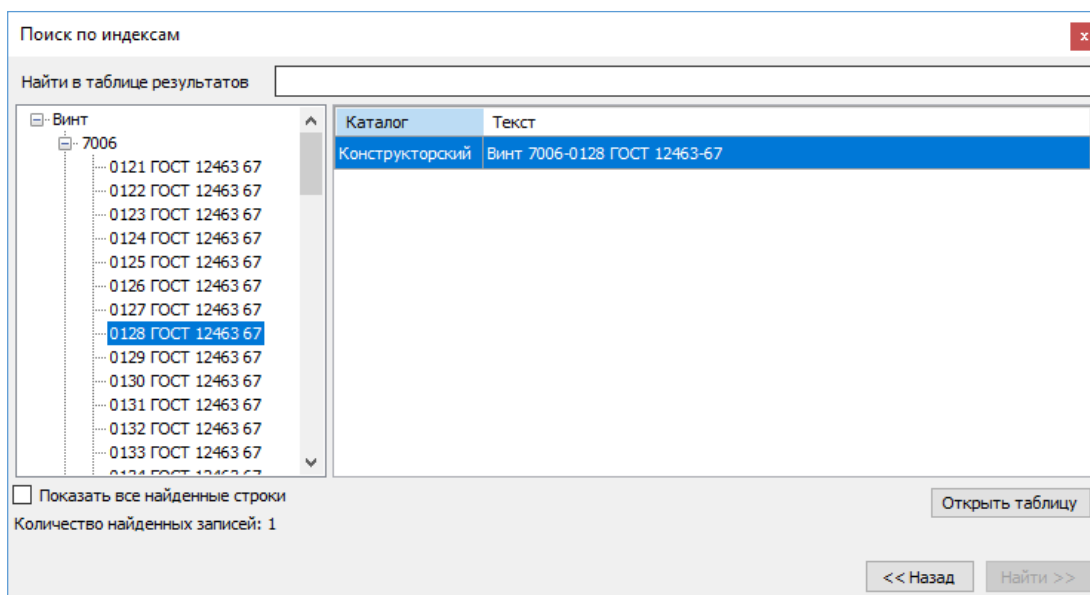 Поиск по индексам
x
Найти в таблице результатов
Винт
7006
0121 ГОСТ 12463 67
0122 ГОСТ 12463 67
0123 ГОСТ 12463 67
0124 ГОСТ 12463 67
0125 ГОСТ 12463 67
0126 ГОСТ 12463 67
0127 ГОСТ 12463 67
0128 ГОСТ 12463 67
0129 ГОСТ 12463 67
0130 ГОСТ 12463 67
0131 ГОСТ 12463 67
0132 ГОСТ 12463 67
0133 ГОСТ 12463 67
0134 ГОСТ 12463 67
Каталог Текст
Конструкторский Винт 7006-0128 ГОСТ 12463-67
Показать все найденные строки
Количество найденных записей: 1
Открыть таблицу
<< Назад Найти >>